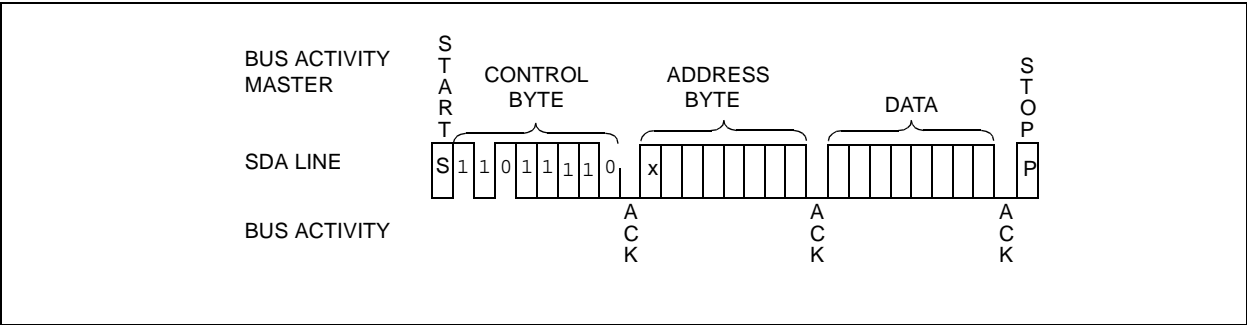 BUS ACTIVITY
MASTER
START
CONTROL
BYTE
ADDRESS
BYTE
DATA
STOP
SDA LINE
S 1 1 0 1 1 1 1 0 x P
BUS ACTIVITY
ACK
ACK
ACK